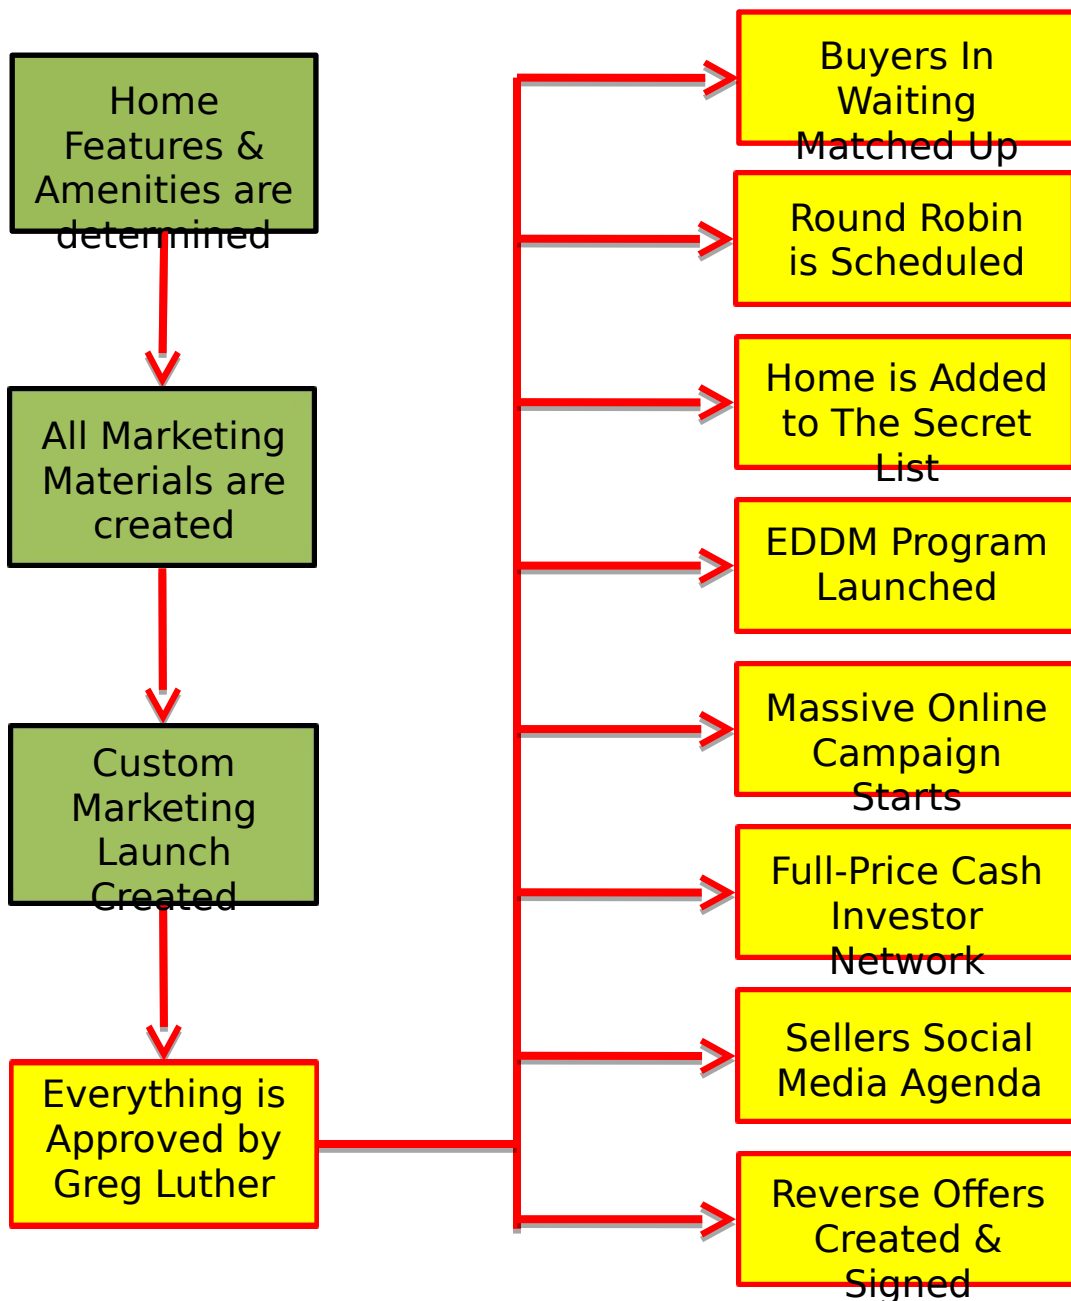 Home
Features &
Amenities are
determined
All Marketing
Materials are
created
Custom
Marketing
Launch
Created
Everything is
Approved by
Greg Luther
Buyers In
Waiting
Matched Up
Round Robin
is Scheduled
Home is Added
to The Secret
List
EDDM Program
Launched
Massive Online
Campaign
Starts
Full-Price Cash
Investor
Network
Sellers Social
Media Agenda
Reverse Offers
Created &
Signed